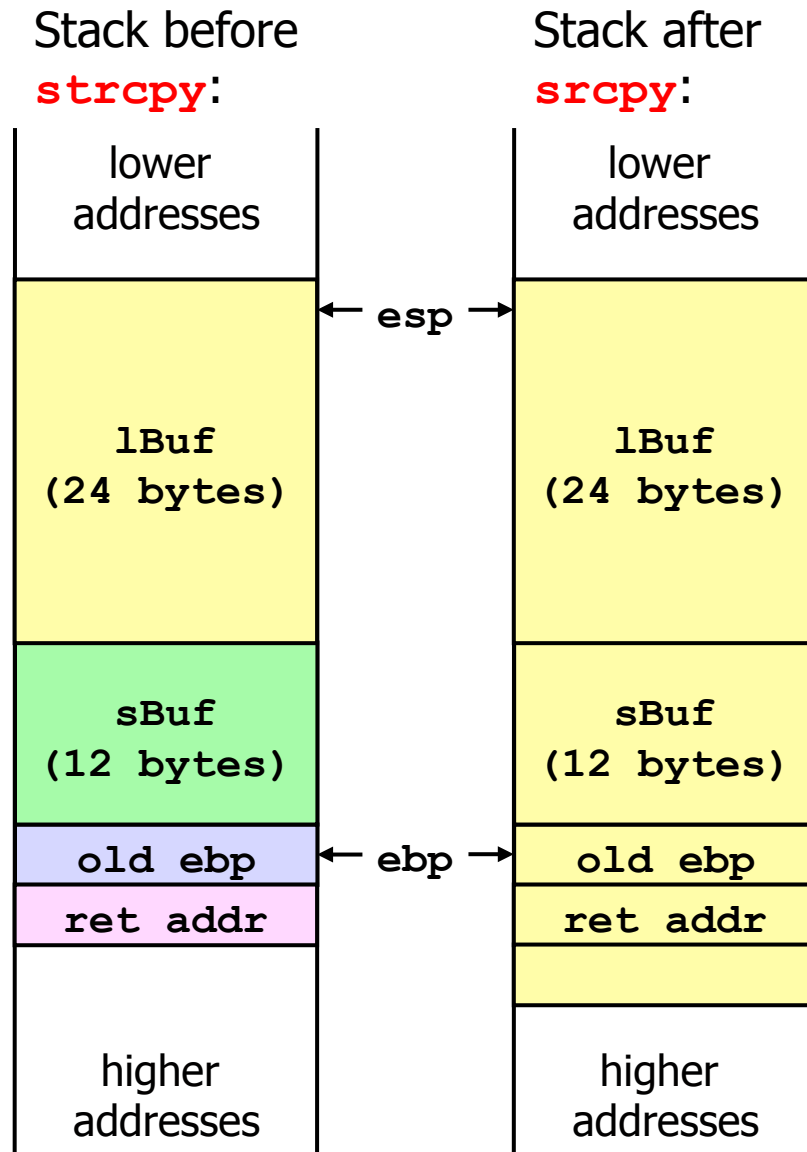 Stack before
strcpy:
lower
addresses
lBuf
(24 bytes)
sBuf
(12 bytes)
old ebp
ret addr
higher
addresses
esp
ebp
Stack after
srcpy:
lower
addresses
lBuf
(24 bytes)
sBuf
(12 bytes)
old ebp
ret addr
higher
addresses